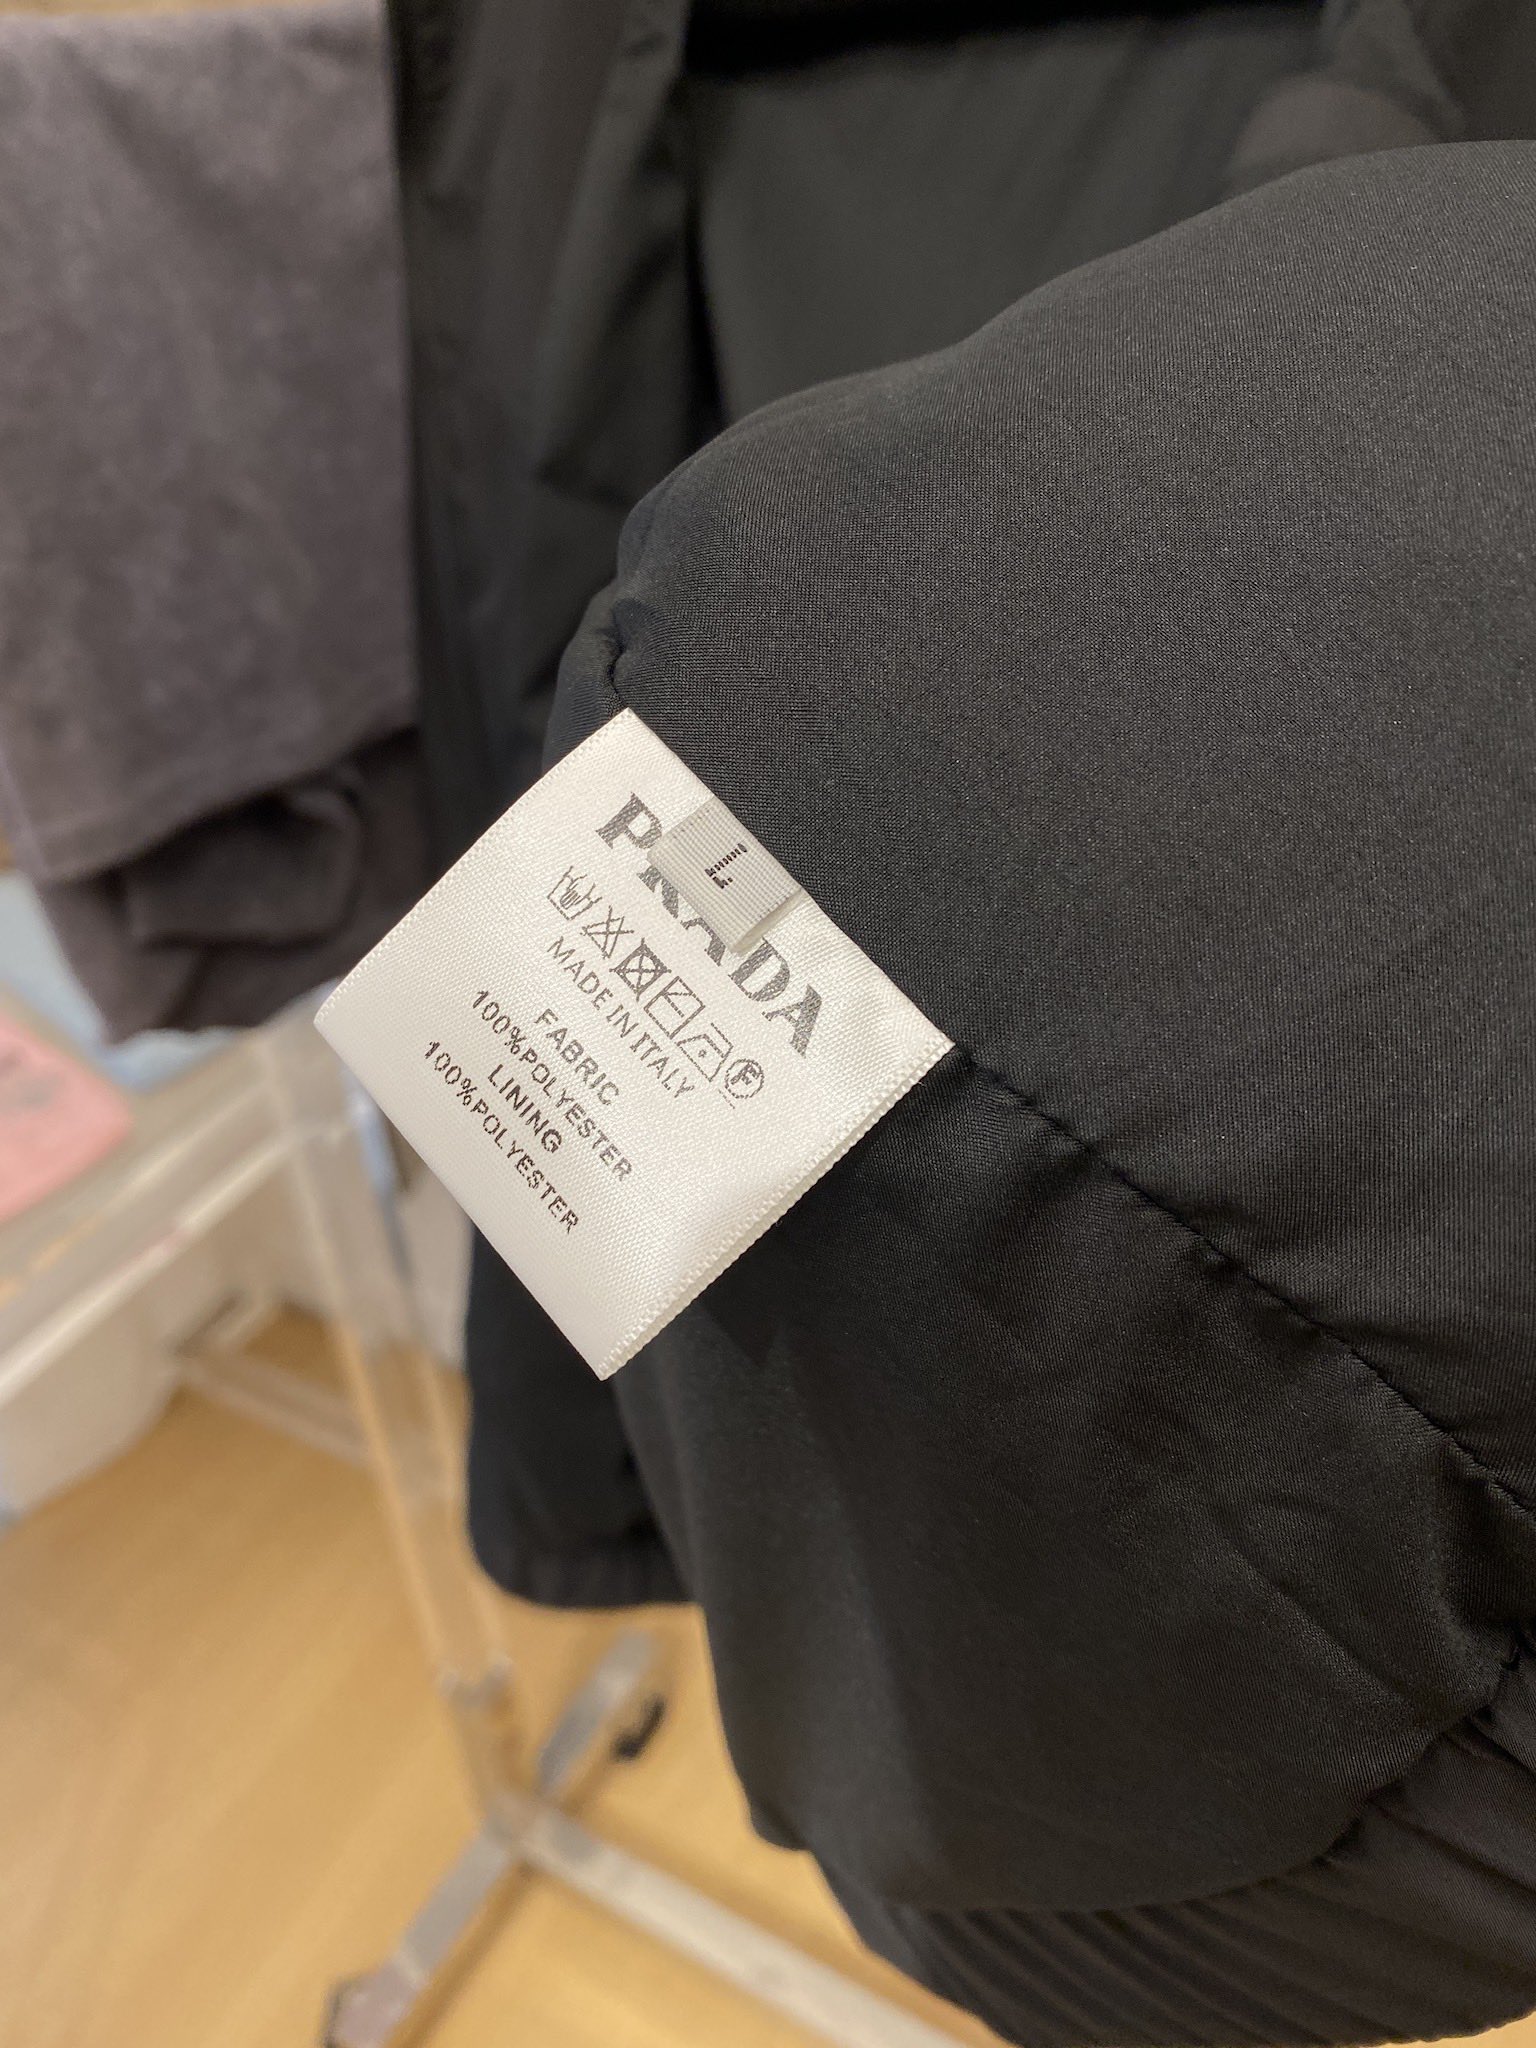 PRADA
L
F
MADE IN ITALY
FABRIC
100%POLYESTER
LINING
100%POLYESTER